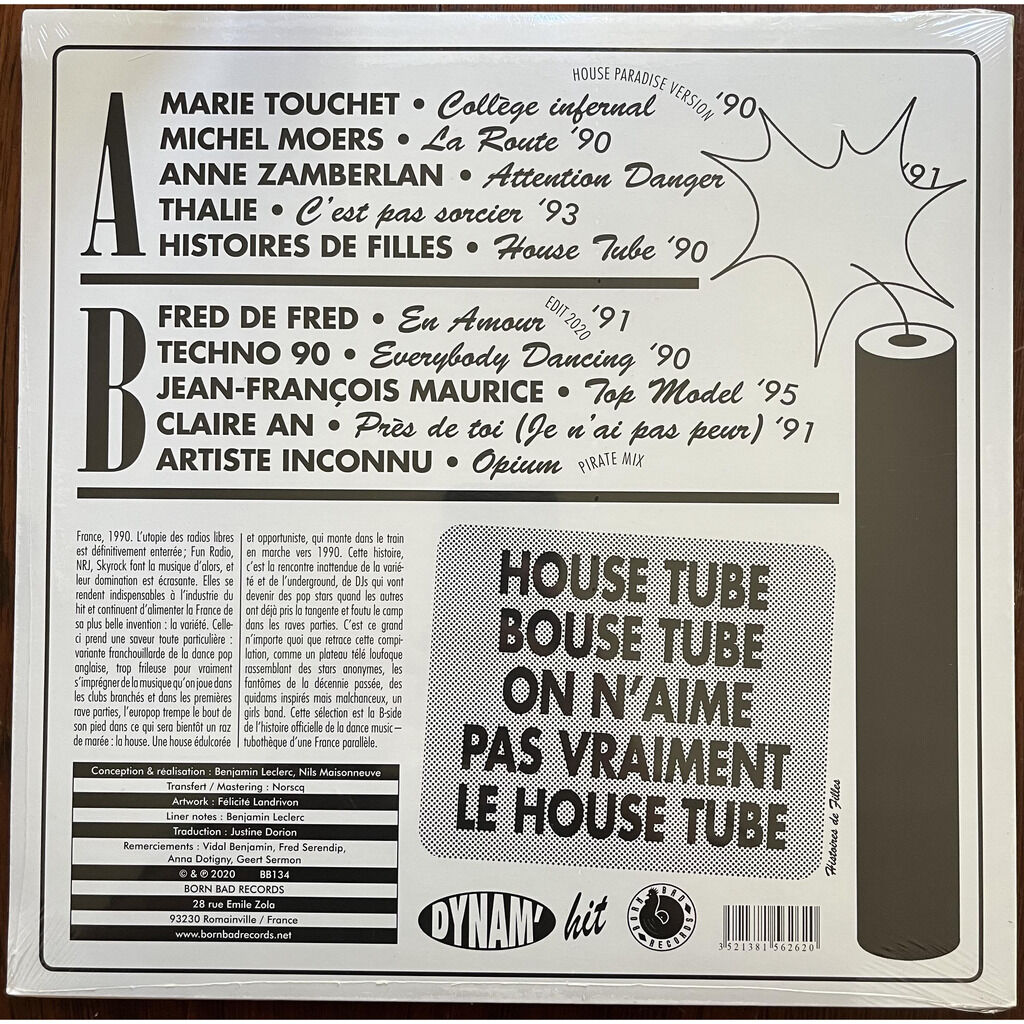 A
MARIE TOUCHET • Collège infernal HOUSE PARADISE VERSION '90
MICHEL MOERS • La Route '90
ANNE ZAMBERLAN • Attention Danger '91
THALIE • C'est pas sorcier '93
HISTOIRES DE FILLES • House Tube '90
B
FRED DE FRED • En Amour EDIT 2020 '91
TECHNO 90 • Everybody Dancing '90
JEAN-FRANÇOIS MAURICE • Top Model '95
CLAIRE AN • Près de toi (Je n'ai pas peur) '91
ARTISTE INCONNU • Opium PIRATE MIX
France, 1990. L'utopie des radios libres
est définitivement enterrée ; Fun Radio,
NRJ, Skyrock font la musique d'alors, et
leur domination est écrasante. Elles se
rendent indispensables à l'industrie du
hit et continuent d'alimenter la France de
sa plus belle invention : la variété. Celle-
ci prend une saveur toute particulière :
variante franchouillarde de la dance pop
anglaise, trop frileuse pour vraiment
s'imprégner de la musique qu'on joue dans
les clubs branchés et dans les premières
rave parties, l'europop trempe le bout de
son pied dans ce qui sera bientôt un raz
de marée : la house. Une house édulcorée
et opportuniste, qui monte dans le train
en marche vers 1990. Cette histoire,
c'est la rencontre inattendue de la varié-
té et de l'underground, de DJs qui vont
devenir des pop stars quand les autres
ont déjà pris la tangente et foutu le camp
dans les raves parties. C'est ce grand
n'importe quoi que retrace cette compi-
lation, comme un plateau télé loufoque
rassemblant des stars anonymes, les
fantômes de la décennie passée, des
quidams inspirés mais malchanceux, un
girls band. Cette sélection est la B-side
de l'histoire officielle de la dance music –
tubothèque d'une France parallèle.
HOUSE TUBE
BOUSE TUBE
ON N'AIME
PAS VRAIMENT
LE HOUSE TUBE
Histoires de Filles
Conception & réalisation : Benjamin Leclerc, Nils Maisonneuve
Transfert / Mastering : Norscq
Artwork : Félicité Landrivon
Liner notes : Benjamin Leclerc
Traduction : Justine Dorion
Remerciements : Vidal Benjamin, Fred Serendip,
Anna Dotigny, Geert Sermon
© & ℗ 2020 BB134
BORN BAD RECORDS
28 rue Emile Zola
93230 Romainville / France
www.bornbadrecords.net
DYNAM' hit
BORN BAD RECORDS
3 521381 562620